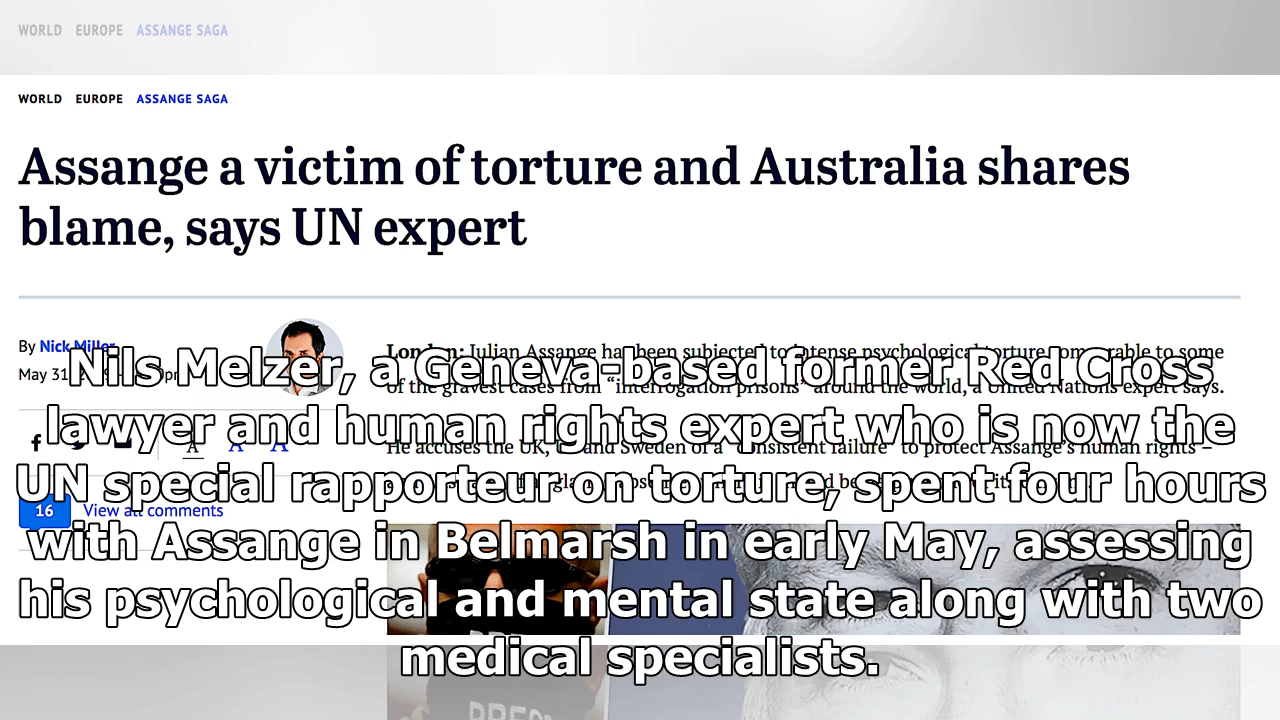 WORLD EUROPE ASSANGE SAGA
WORLD EUROPE ASSANGE SAGA
Assange a victim of torture and Australia shares
blame, says UN expert
By Nick Miller
May 31
London: Julian Assange has been subjected to intense psychological torture comparable to some
of the gravest cases from "interrogation prisons" around the world, a United Nations expert says.
He accuses the UK, and Sweden of a "consistent failure" to protect Assange's human rights –
A A A
16 View all comments
Nils Melzer, a Geneva-based former Red Cross
lawyer and human rights expert who is now the
UN special rapporteur on torture, spent four hours
with Assange in Belmarsh in early May, assessing
his psychological and mental state along with two
medical specialists.
PRESS